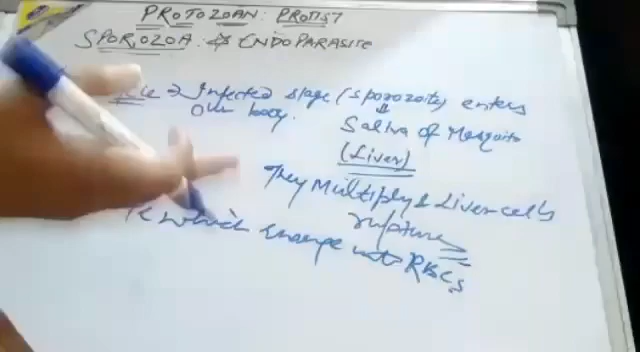 PROTOZOAN: PROTIST
SPOROZOA ENDOPARASITE
Infected stage (sporozoite) enters
Our body.
Saliva of Mosquito
(Liver)
They Multiply & Liver cells
rupture
which change into RBCs